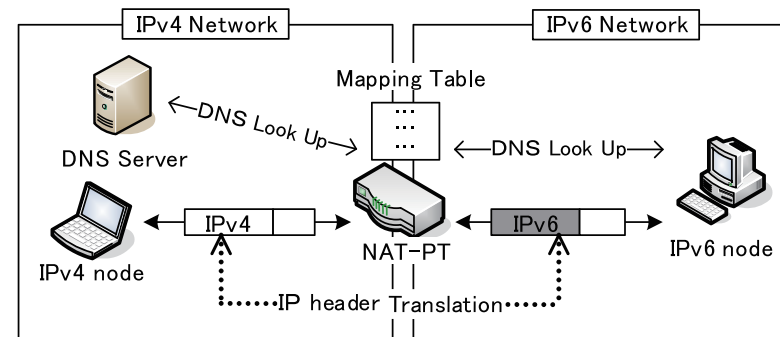 IPv4 Network
IPv6 Network
Mapping Table
...
...
...
DNS Look Up
DNS Look Up
DNS Server
IPv4
IPv6
NAT-PT
IPv4 node
IPv6 node
IP header Translation